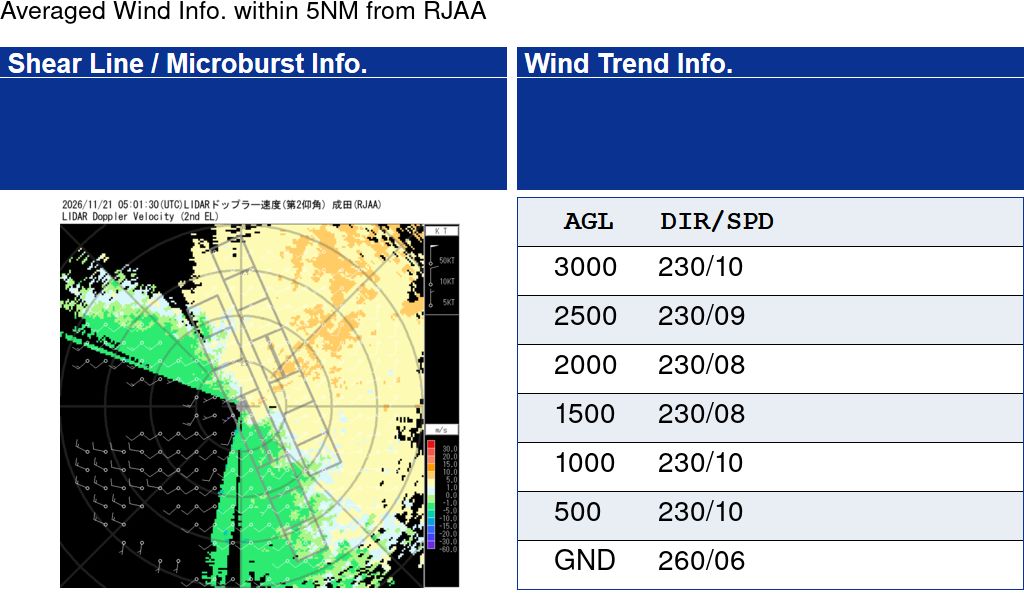 Averaged Wind Info. within 5NM from RJAA
Shear Line / Microburst Info.
Wind Trend Info.
2026/11/21 05:01:30(UTC)LIDARドップラー速度(第2仰角) 成田(RJAA)
LIDAR Doppler Velocity (2nd EL)
KT
50KT
10KT
5KT
m/s
30.0
20.0
15.0
10.0
5.0
1.0
0.0
-1.0
-5.0
-10.0
-15.0
-20.0
-30.0
-60.0
AGL DIR/SPD
3000 230/10
2500 230/09
2000 230/08
1500 230/08
1000 230/10
500 230/10
GND 260/06